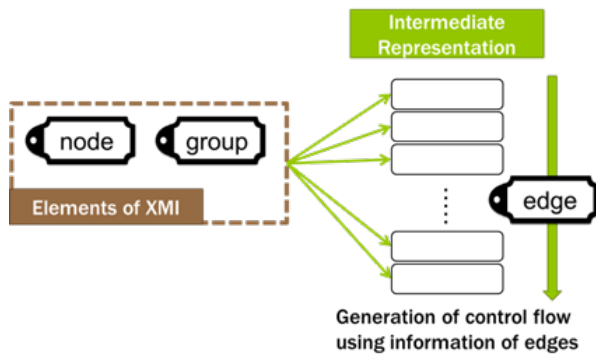 Intermediate
Representation
node
group
Elements of XMI
edge
Generation of control flow
using information of edges